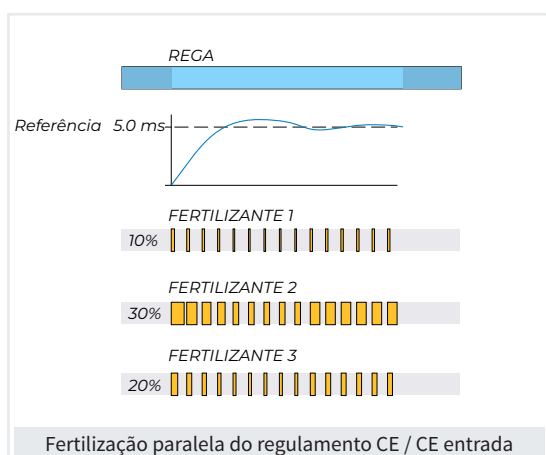 REGA
Referência 5.0 ms
FERTILIZANTE 1
10%
FERTILIZANTE 2
30%
FERTILIZANTE 3
20%
Fertilização paralela do regulamento CE / CE entrada